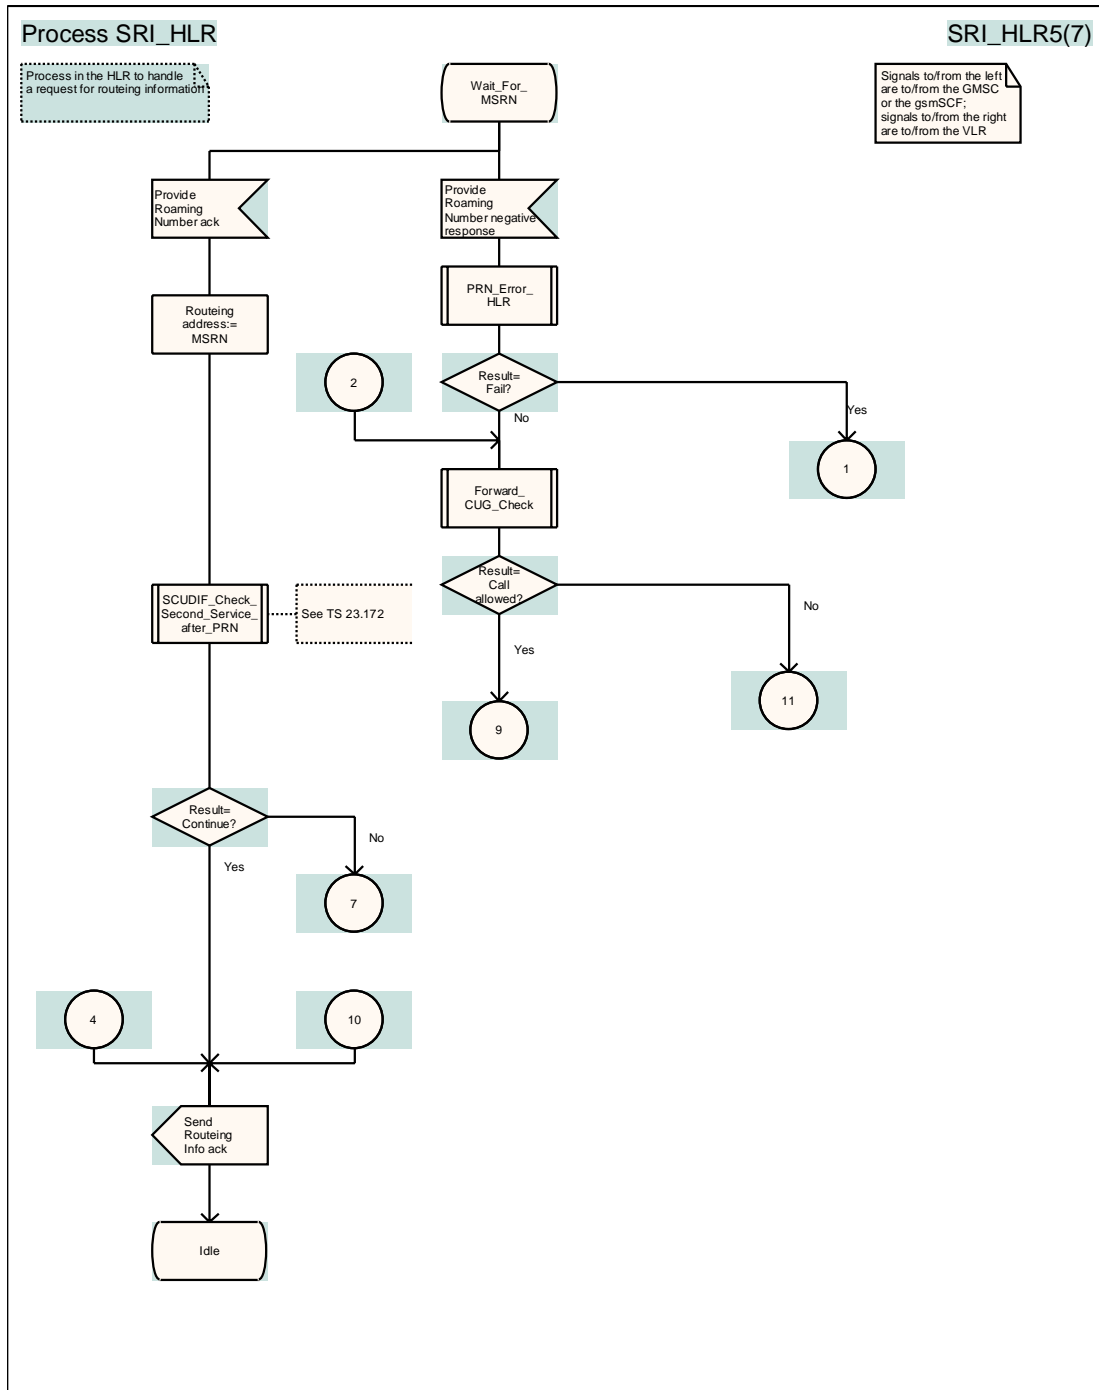 Process SRI_HLR
SRI_HLR5(7)
Process in the HLR to handle
a request for routeing information
Wait_For_
MSRN
Signals to/from the left
are to/from the GMSC
or the gsmSCF;
signals to/from the right
are to/from the VLR
Provide
Roaming
Number ack
Provide
Roaming
Number negative
response
PRN_Error_
HLR
Routeing
address:=
MSRN
2
Result=
Fail?
Yes
No
1
Forward_
CUG_Check
Result=
Call
allowed?
No
SCUDIF_Check_
Second_Service_
after_PRN
See TS 23.172
Yes
11
9
Result=
Continue?
No
Yes
7
4
10
Send
Routeing
Info ack
Idle